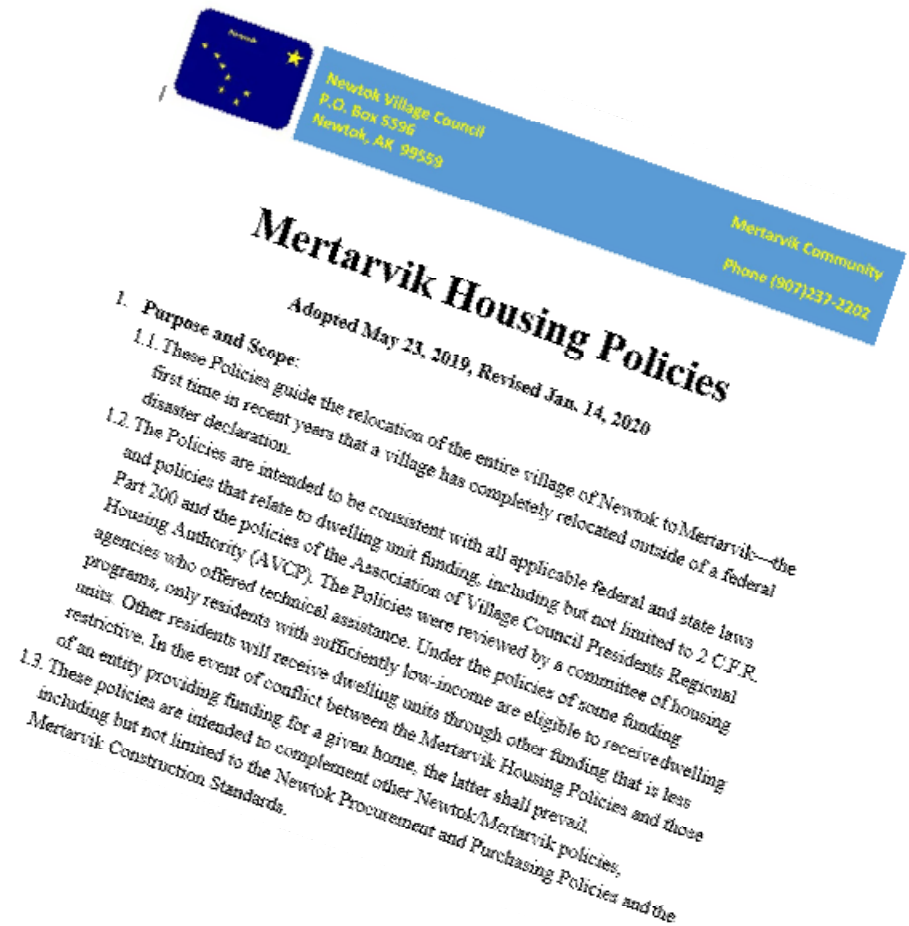 Mertarvik
Newtok Village Council
P.O. Box 5596
Newtok, AK 99559
Mertarvik Community
Phone (907)237-2202
Mertarvik Housing Policies
Adopted May 23, 2019, Revised Jan. 14, 2020
1. Purpose and Scope:
1.1. These Policies guide the relocation of the entire village of Newtok to Mertarvik—the
first time in recent years that a village has completely relocated outside of a federal
disaster declaration.
1.2. The Policies are intended to be consistent with all applicable federal and state laws
and policies that relate to dwelling unit funding, including but not limited to 2 C.F.R.
Part 200 and the policies of the Association of Village Council Presidents Regional
Housing Authority (AVCP). The Policies were reviewed by a committee of housing
agencies who offered technical assistance. Under the policies of some funding
programs, only residents with sufficiently low-income are eligible to receive dwelling
units. Other residents will receive dwelling units through other funding that is less
restrictive. In the event of conflict between the Mertarvik Housing Policies and those
of an entity providing funding for a given home, the latter shall prevail.
1.3. These policies are intended to complement other Newtok/Mertarvik policies,
including but not limited to the Newtok Procurement and Purchasing Policies and the
Mertarvik Construction Standards.